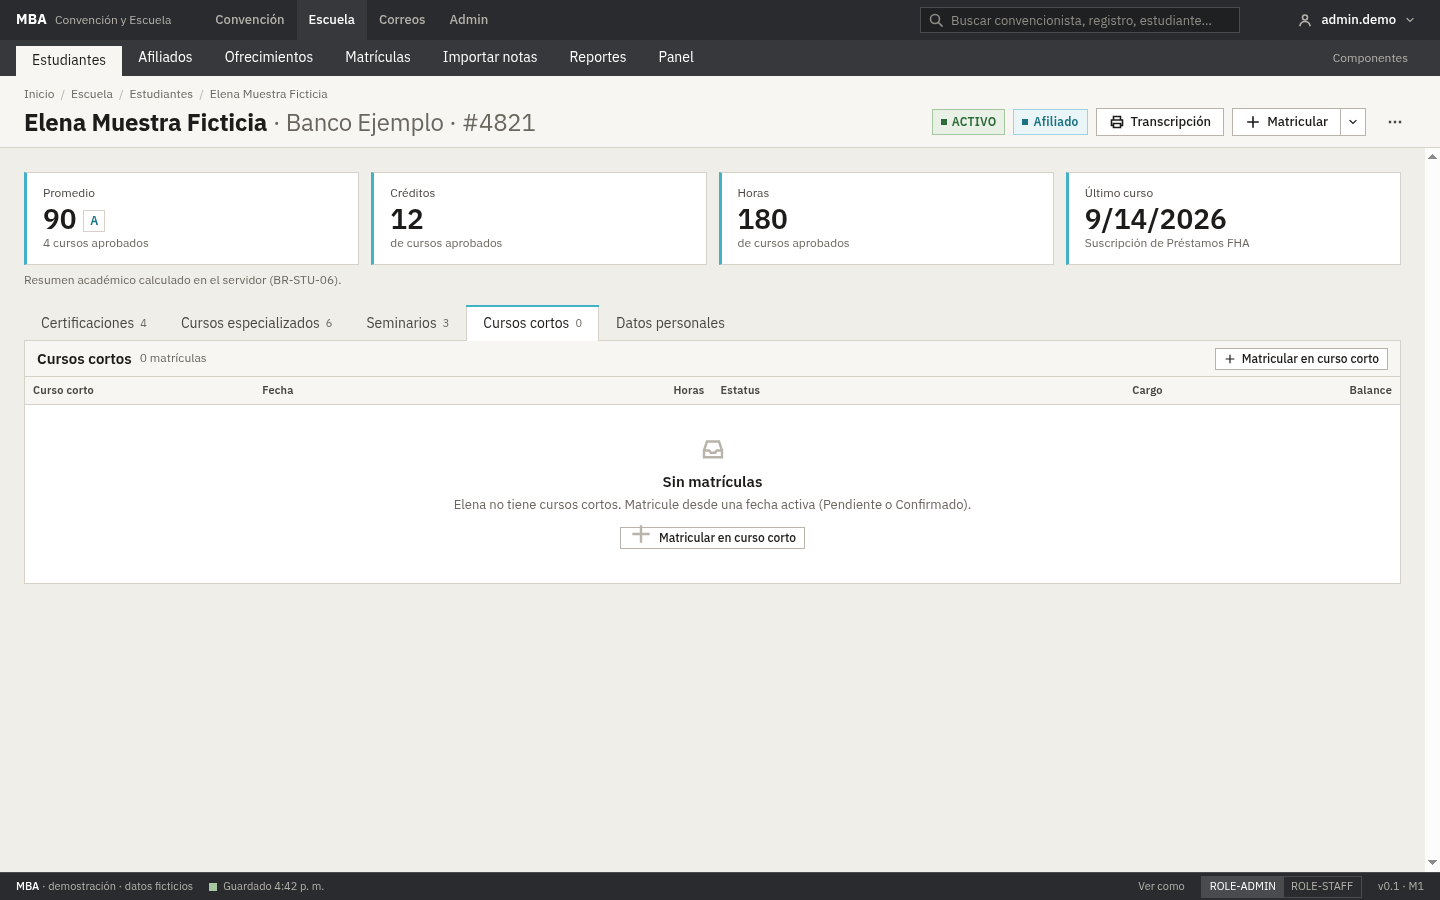 MBA Convención y Escuela Convención Escuela Correos Admin Buscar convencionista, registro, estudiante... admin.demo
Estudiantes Afiliados Ofrecimientos Matrículas Importar notas Reportes Panel Componentes
Inicio / Escuela / Estudiantes / Elena Muestra Ficticia
Elena Muestra Ficticia · Banco Ejemplo · #4821 ACTIVO Afiliado Transcripción Matricular
Promedio Créditos Horas Último curso
90 A 12 180 9/14/2026
4 cursos aprobados de cursos aprobados de cursos aprobados Suscripción de Préstamos FHA
Resumen académico calculado en el servidor (BR-STU-06).
Certificaciones 4 Cursos especializados 6 Seminarios 3 Cursos cortos 0 Datos personales
Cursos cortos 0 matrículas Matricular en curso corto
Curso corto Fecha Horas Estatus Cargo Balance
Sin matrículas
Elena no tiene cursos cortos. Matricule desde una fecha activa (Pendiente o Confirmado).
Matricular en curso corto
MBA · demostración · datos ficticios Guardado 4:42 p. m. Ver como ROLE-ADMIN ROLE-STAFF v0.1 · M1